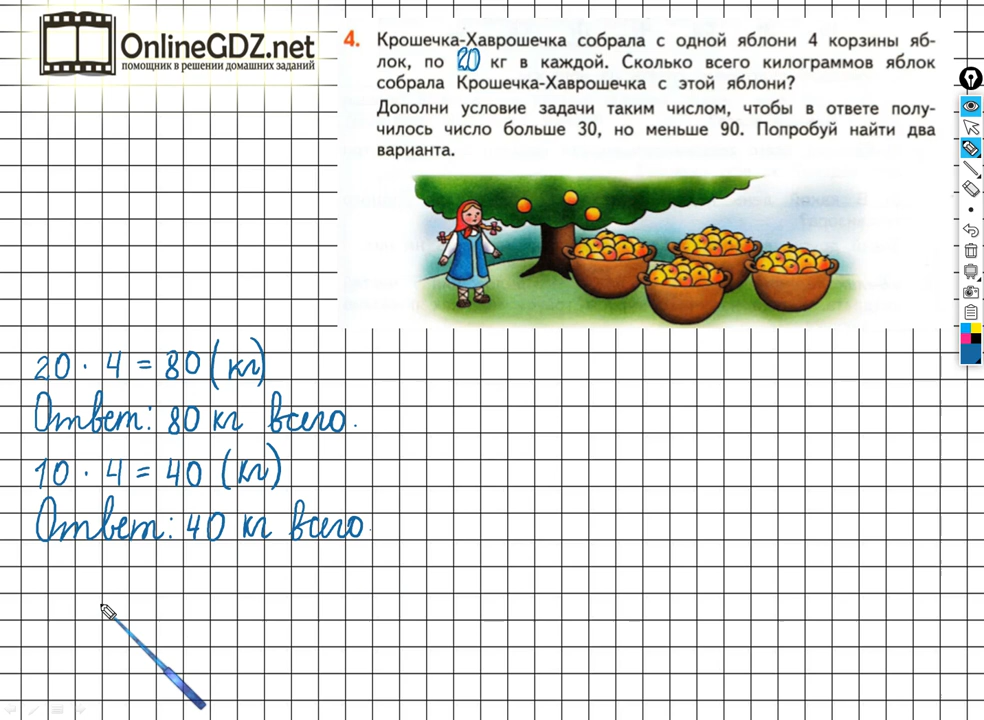 OnlineGDZ.net
помощник в решении домашних заданий
4. Крошечка-Хаврошечка собрала с одной яблони 4 корзины яб-
лок, по 20 кг в каждой. Сколько всего килограммов яблок
собрала Крошечка-Хаврошечка с этой яблони?
Дополни условие задачи таким числом, чтобы в ответе полу-
чилось число больше 30, но меньше 90. Попробуй найти два
варианта.
20 · 4 = 80 (кг)
Ответ: 80 кг всего.
10 · 4 = 40 (кг)
Ответ: 40 кг всего.